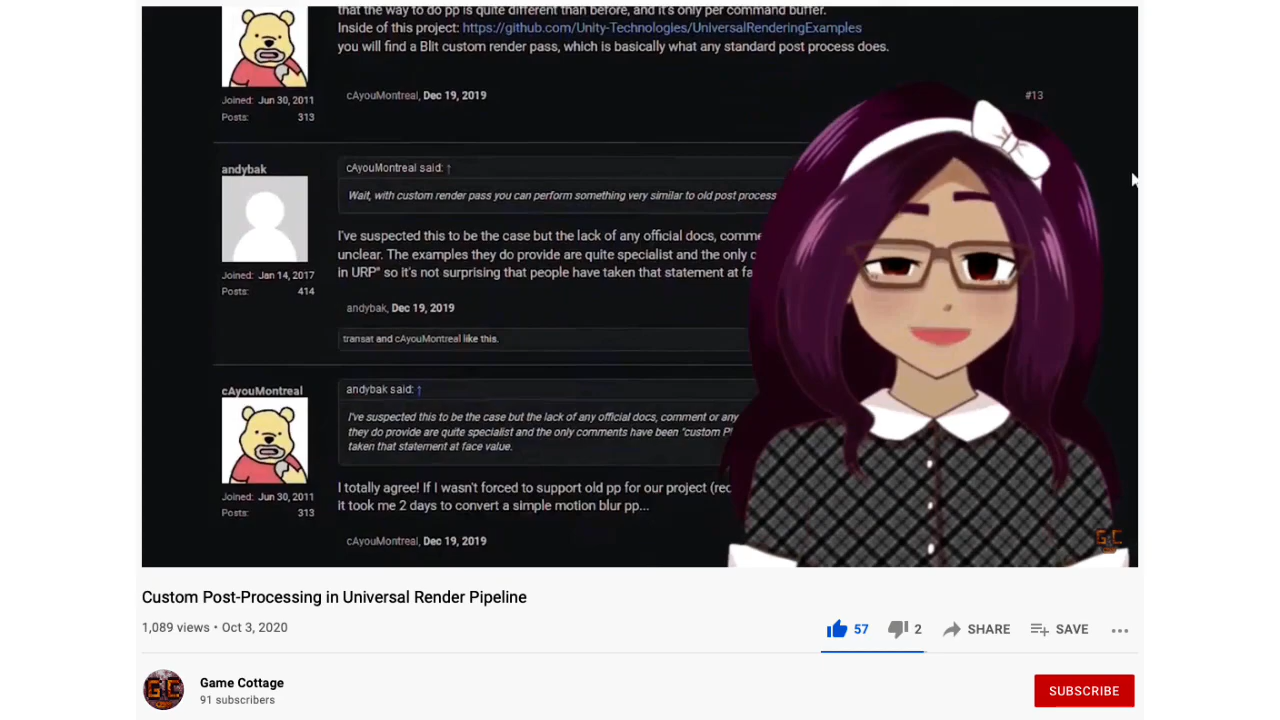 that the way to do pp is quite different than before, and it's only per command buffer.
Inside of this project: https://github.com/Unity-Technologies/UniversalRenderingExamples
you will find a Blit custom render pass, which is basically what any standard post process does.
Joined: Jun 30, 2011
Posts: 313
cAyouMontreal, Dec 19, 2019
#13
andybak
Joined: Jan 14, 2017
Posts: 414
cAyouMontreal said: ↑
Wait, with custom render pass you can perform something very similar to old post process
I've suspected this to be the case but the lack of any official docs,
unclear. The examples they do provide are quite specialist and the only
in URP" so it's not surprising that people have taken that statement at
andybak, Dec 19, 2019
transat and cAyouMontreal like this.
cAyouMontreal
Joined: Jun 30, 2011
Posts: 313
andybak said: ↑
I've suspected this to be the case but the lack of any official docs, comment or any
they do provide are quite specialist and the only comments have been "custom
taken that statement at face value.
I totally agree! If I wasn't forced to support old pp for our project
it took me 2 days to convert a simple motion blur pp...
cAyouMontreal, Dec 19, 2019
G:C
Custom Post-Processing in Universal Render Pipeline
1,089 views • Oct 3, 2020
57
2
SHARE
SAVE
G:C
Game Cottage
91 subscribers
SUBSCRIBE